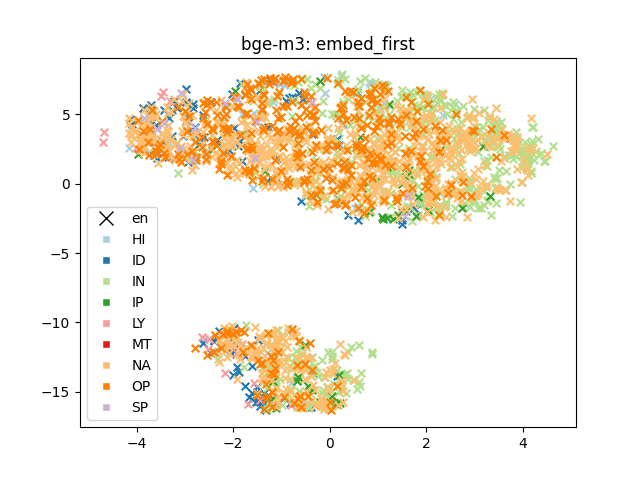 bge-m3: embed_first
5
0
−5
−10
−15
−4
−2
0
2
4
en
HI
ID
IN
IP
LY
MT
NA
OP
SP